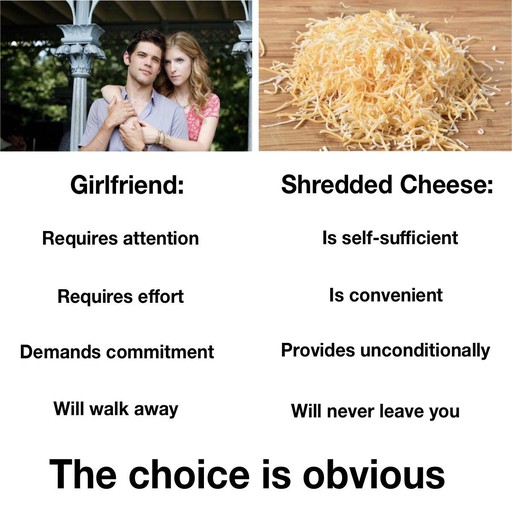 Girlfriend: Shredded Cheese:
Requires attention Is self-sufficient
Requires effort Is convenient
Demands commitment Provides unconditionally
Will walk away Will never leave you
The choice is obvious